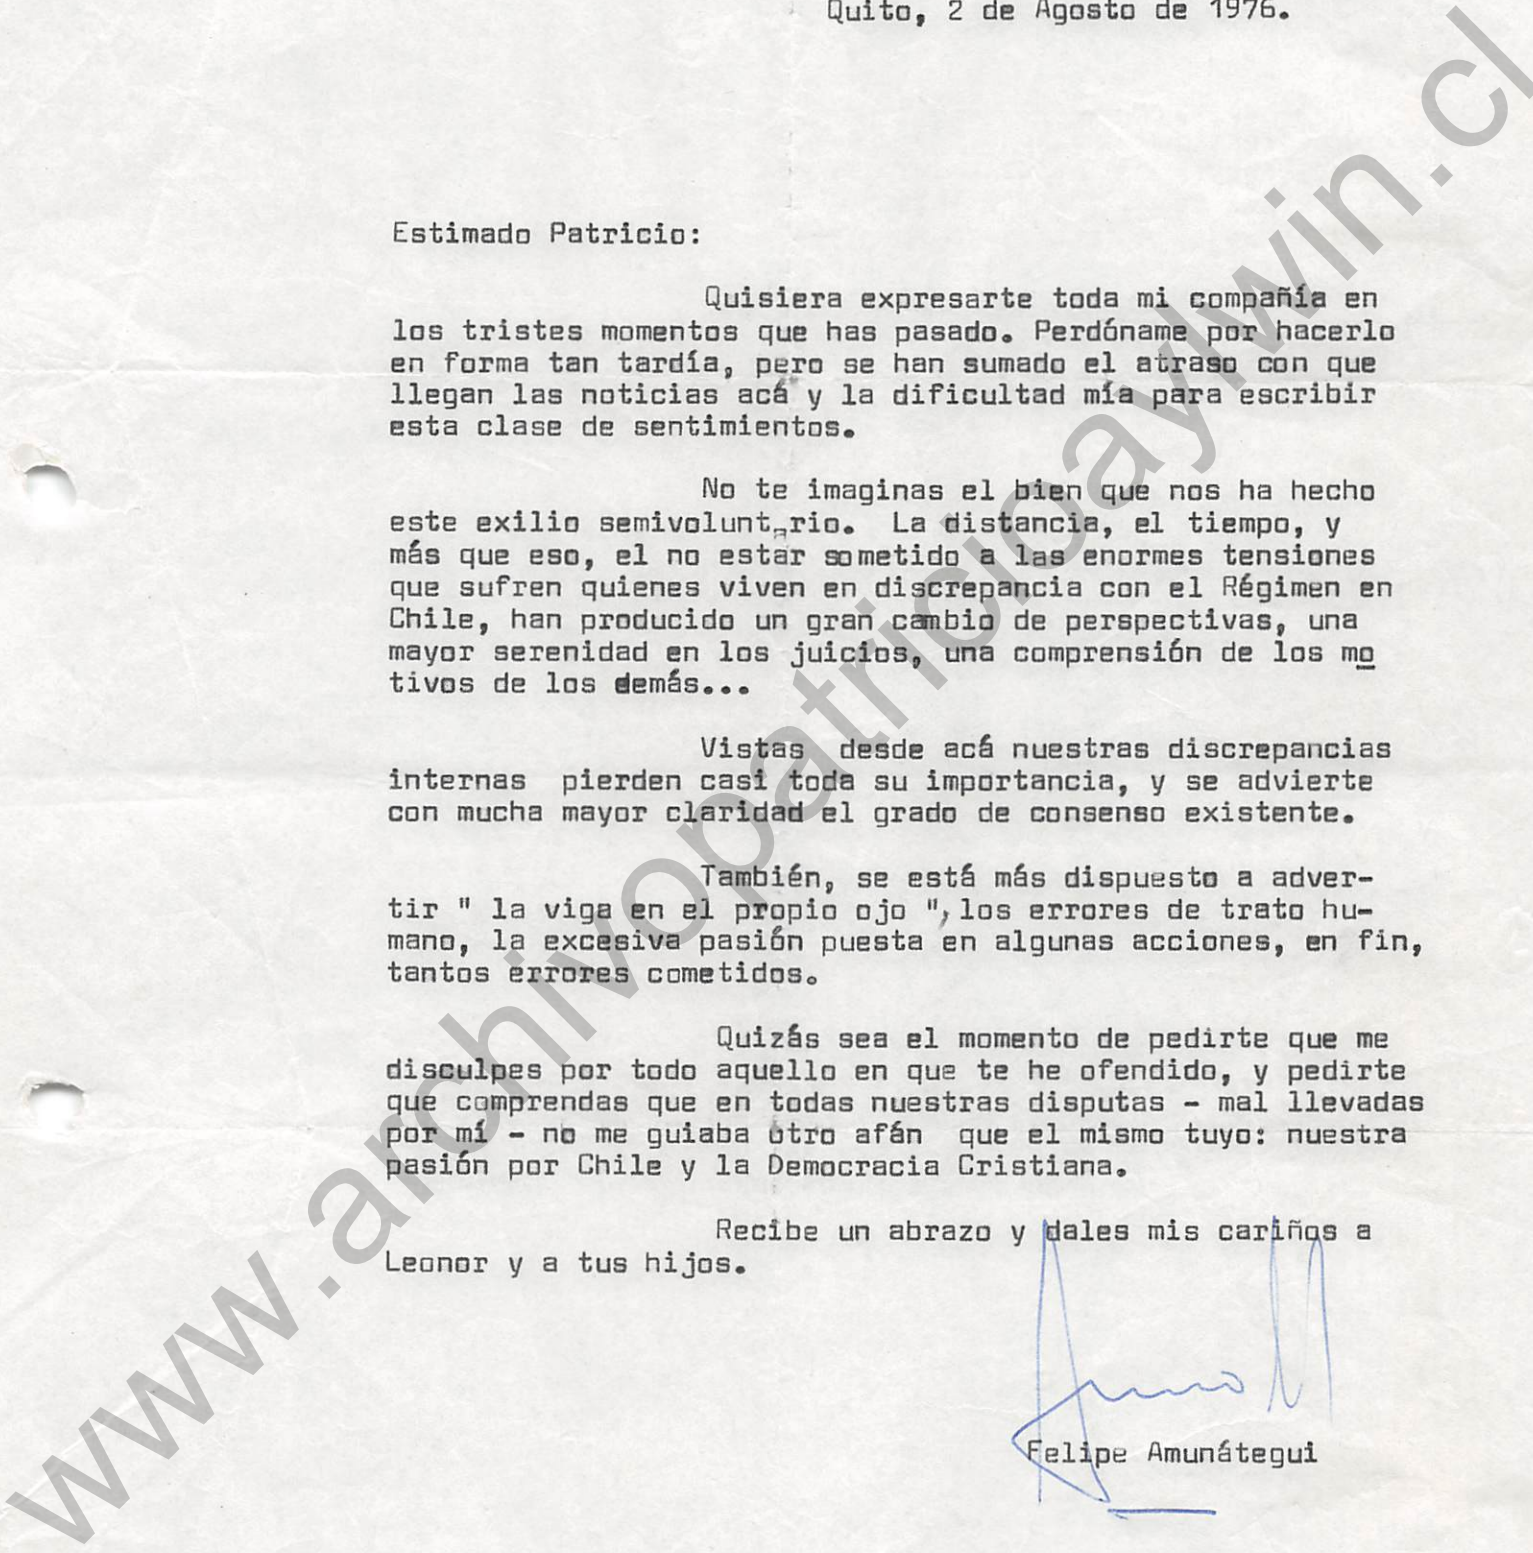 Quito, 2 de Agosto de 1976.
Estimado Patricio:
Quisiera expresarte toda mi compañía en
los tristes momentos que has pasado. Perdóname por hacerlo
en forma tan tardía, pero se han sumado el atraso con que
llegan las noticias acá y la dificultad mía para escribir
esta clase de sentimientos.
No te imaginas el bien que nos ha hecho
este exilio semivoluntario. La distancia, el tiempo, y
más que eso, el no estar sometido a las enormes tensiones
que sufren quienes viven en discrepancia con el Régimen en
Chile, han producido un gran cambio de perspectivas, una
mayor serenidad en los juicios, una comprensión de los mo
tivos de los demás...
Vistas desde acá nuestras discrepancias
internas pierden casi toda su importancia, y se advierte
con mucha mayor claridad el grado de consenso existente.
También, se está más dispuesto a adver-
tir " la viga en el propio ojo ", los errores de trato hu-
mano, la excesiva pasión puesta en algunas acciones, en fin,
tantos errores cometidos.
Quizás sea el momento de pedirte que me
disculpes por todo aquello en que te he ofendido, y pedirte
que comprendas que en todas nuestras disputas - mal llevadas
por mí - no me guiaba otro afán que el mismo tuyo: nuestra
pasión por Chile y la Democracia Cristiana.
Recibe un abrazo y dales mis cariños a
Leonor y a tus hijos.
Felipe Amunátegui
www.archivopatricioaylwin.cl